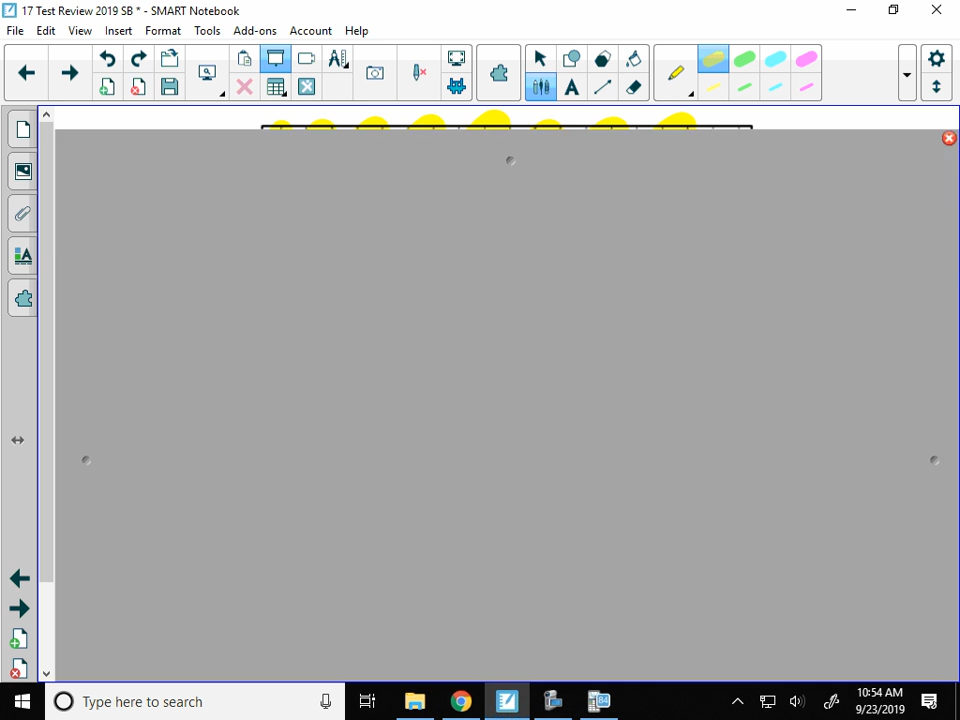 17 Test Review 2019 SB * - SMART Notebook
File Edit View Insert Format Tools Add-ons Account Help
Type here to search
10:54 AM
9/23/2019